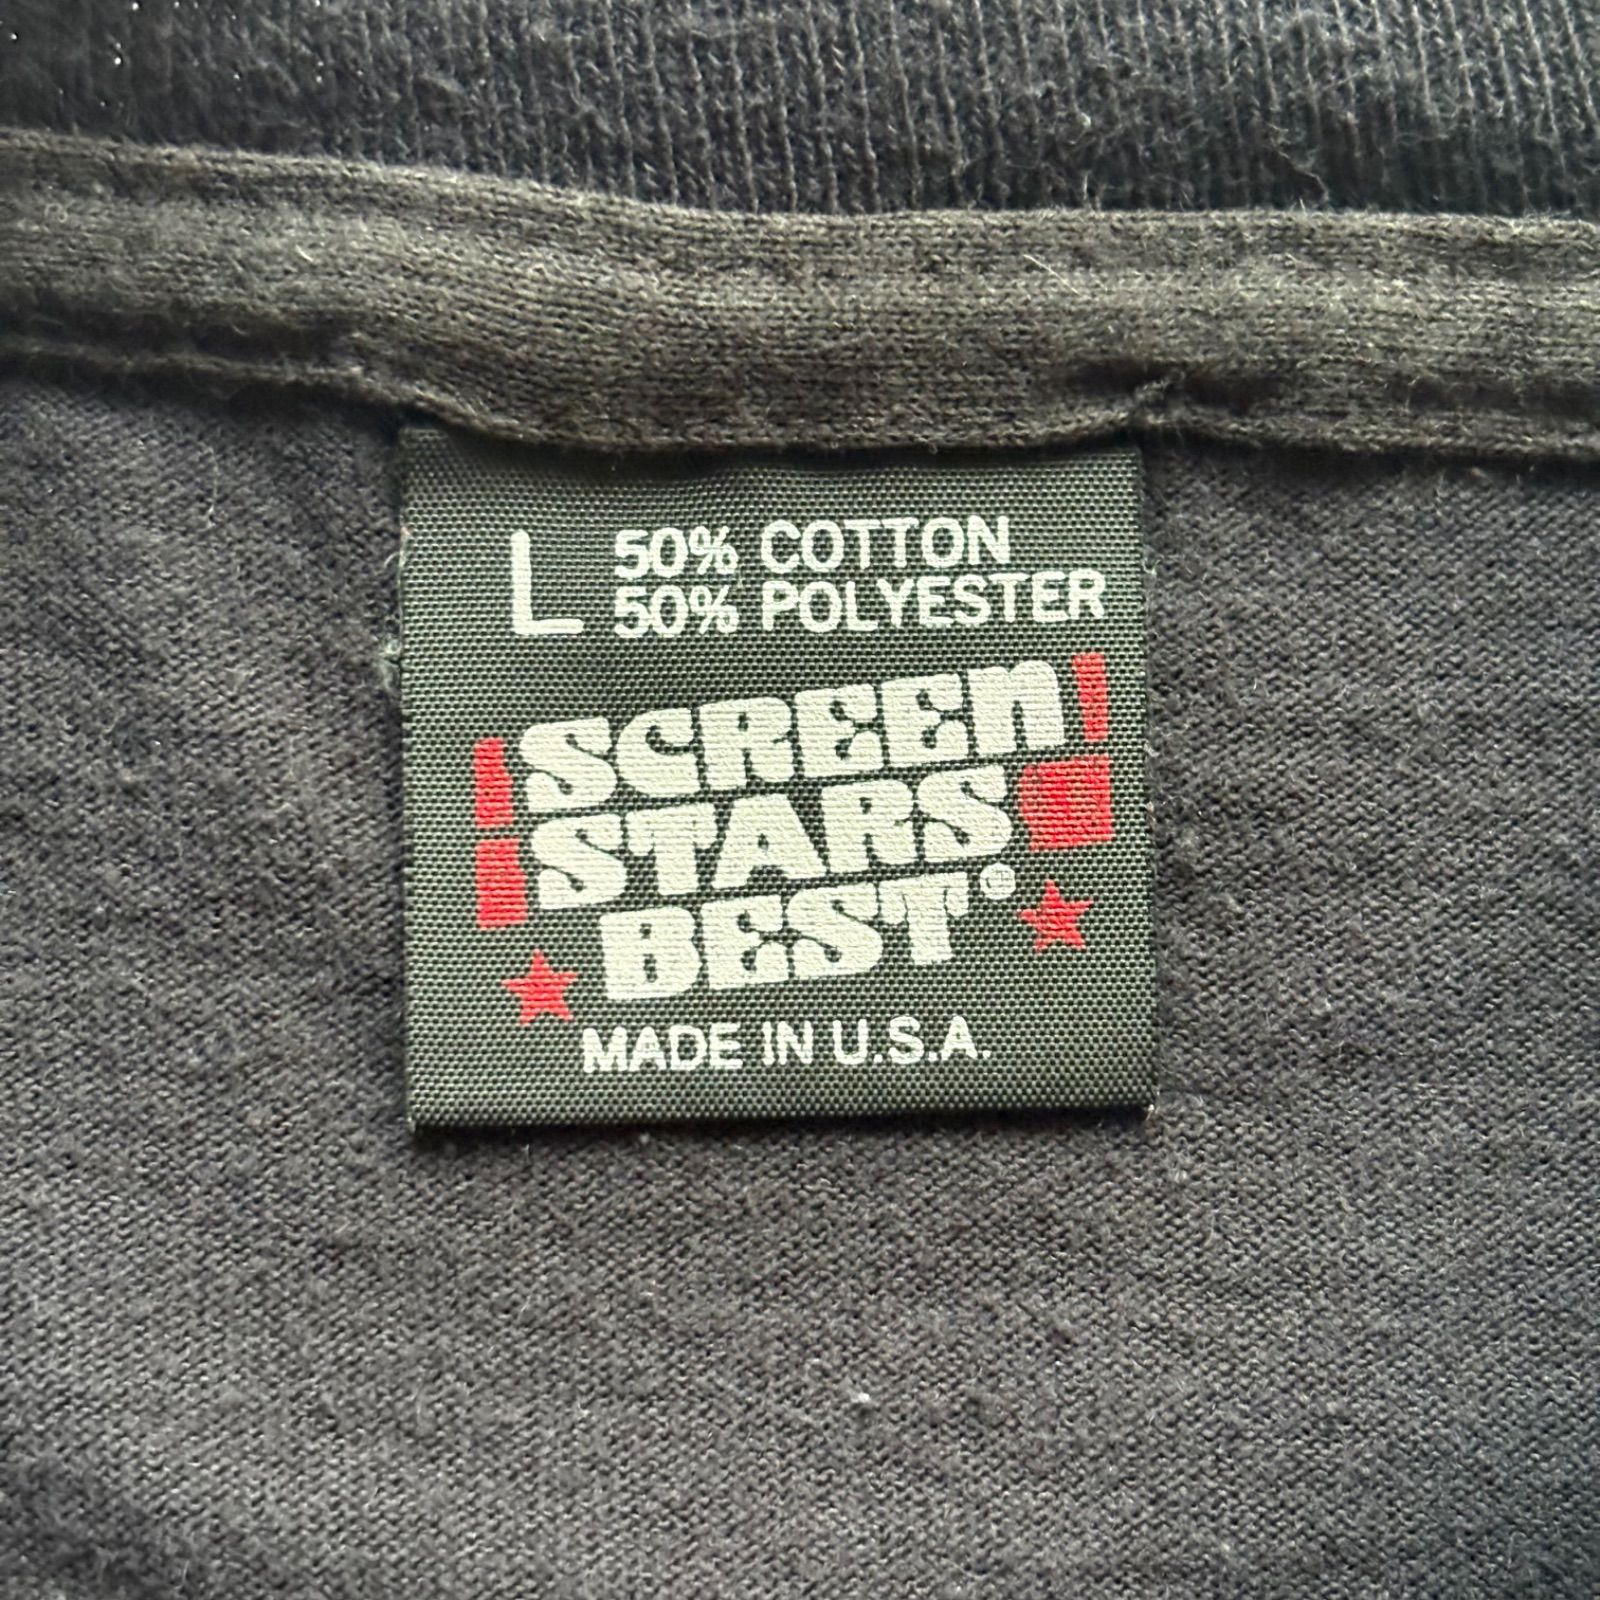 L 50% COTTON
50% POLYESTER
SCREEN
STARS
BEST®
MADE IN U.S.A.